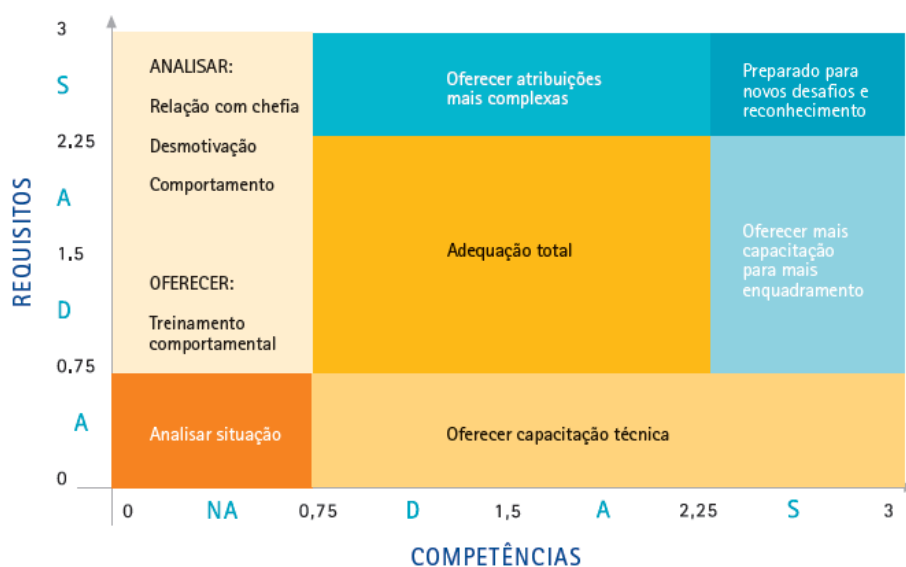 REQUISITOS
3
S
2,25
A
1,5
D
0,75
A
0
ANALISAR:
Relação com chefia
Desmotivação
Comportamento
OFERECER:
Treinamento
comportamental
Oferecer atribuições
mais complexas
Preparado para
novos desafios e
reconhecimento
Adequação total
Oferecer mais
capacitação
para mais
enquadramento
Analisar situação
Oferecer capacitação técnica
0 NA 0,75 D 1,5 A 2,25 S 3
COMPETÊNCIAS